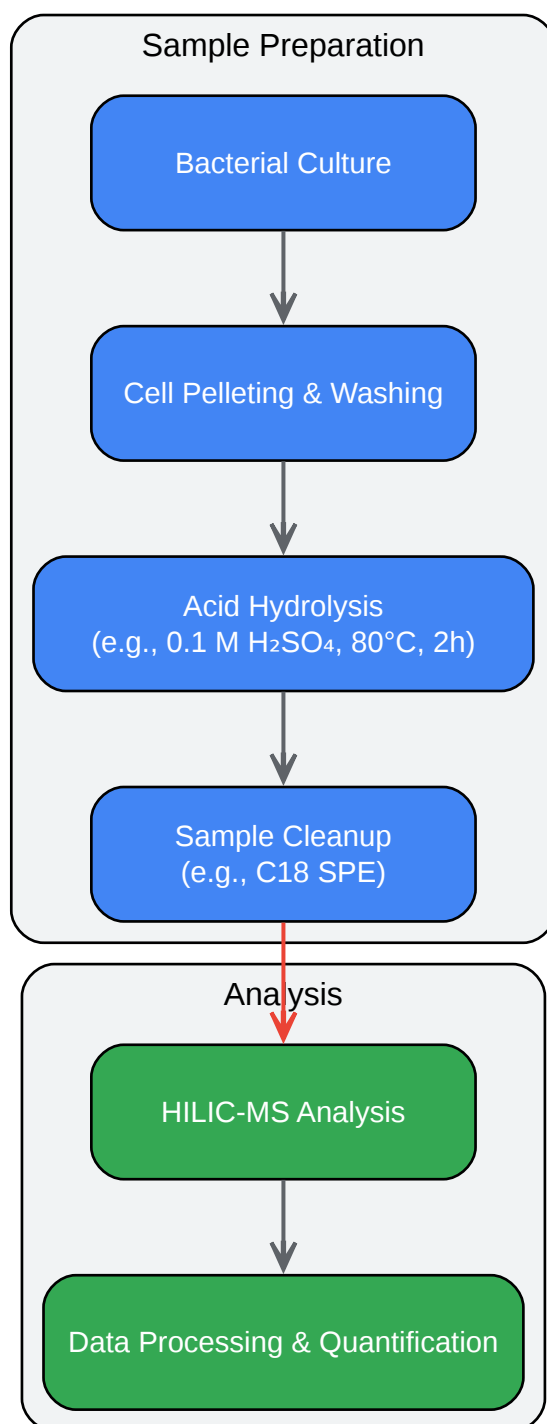 Sample Preparation
Bacterial Culture
Cell Pelleting & Washing
Acid Hydrolysis
(e.g., 0.1 M H₂SO₄, 80°C, 2h)
Sample Cleanup
(e.g., C18 SPE)
Analysis
HILIC-MS Analysis
Data Processing & Quantification